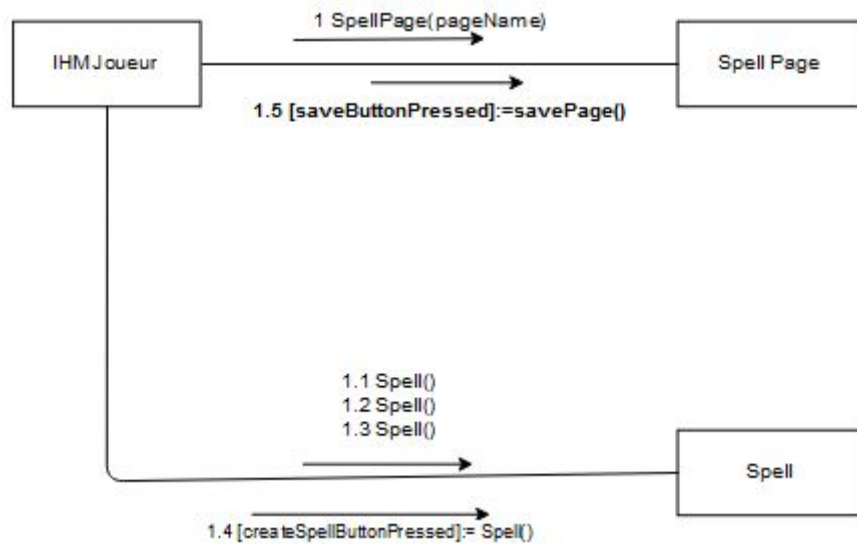 1 SpellPage(pageName)
IHMJoueur
Spell Page
1.5 [saveButtonPressed]:=savePage()
1.1 Spell()
1.2 Spell()
1.3 Spell()
Spell
1.4 [createSpellButtonPressed]:= Spell()